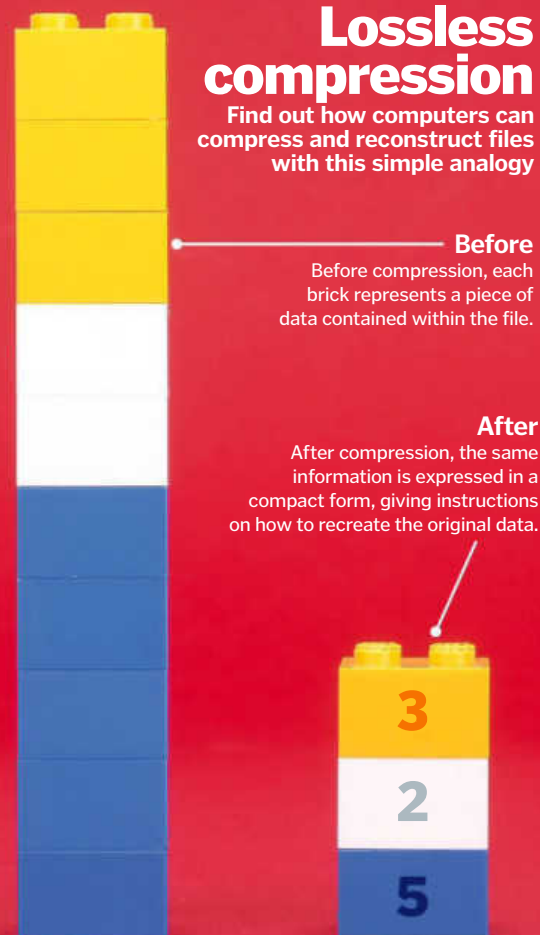 Lossless
compression
Find out how computers can
compress and reconstruct files
with this simple analogy
Before
Before compression, each
brick represents a piece of
data contained within the file.
After
After compression, the same
information is expressed in a
compact form, giving instructions
on how to recreate the original data.
3
2
5